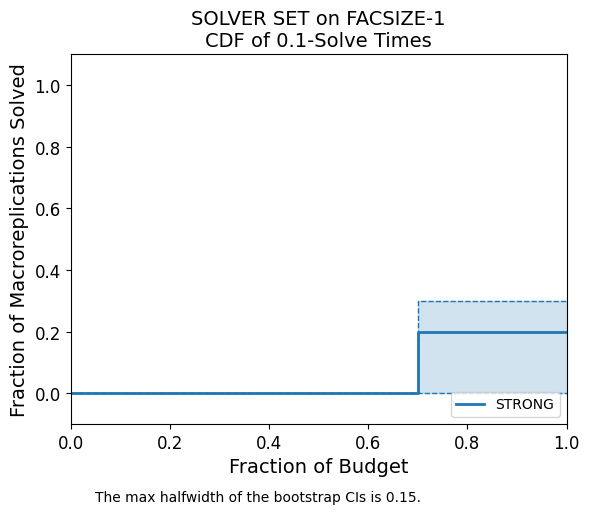 SOLVER SET on FACSIZE-1
CDF of 0.1-Solve Times
Fraction of Macroreplications Solved
1.0
0.8
0.6
0.4
0.2
0.0
STRONG
0.0 0.2 0.4 0.6 0.8 1.0
Fraction of Budget
The max halfwidth of the bootstrap CIs is 0.15.